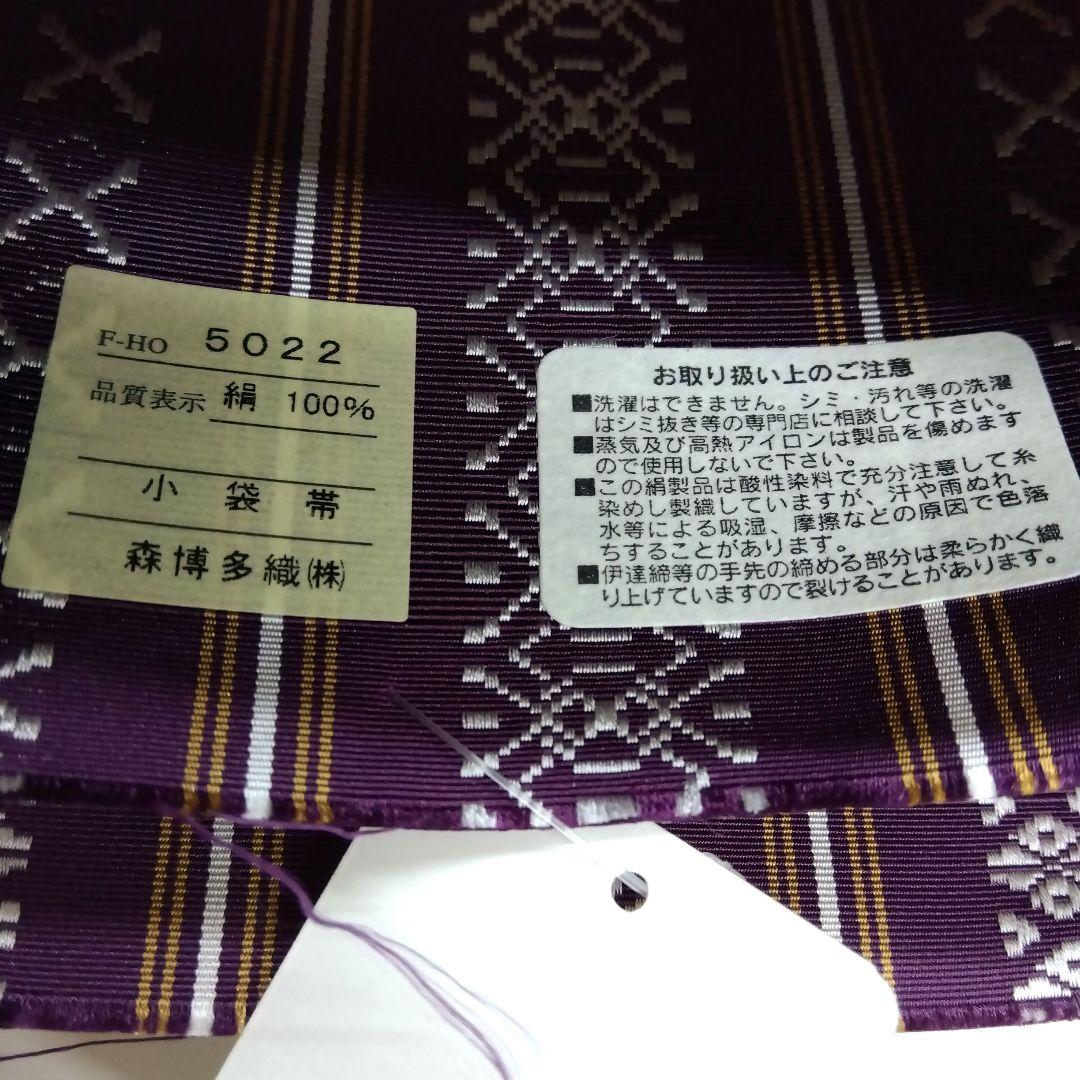 F-HO 5022
品質表示 絹 100%
小袋帯
森博多織(株)
お取り扱い上のご注意
■洗濯はできません。シミ・汚れ等の洗濯
はシミ抜き等の専門店に相談して下さい。
■蒸気及び高熱アイロンは製品を傷めます
ので使用しないで下さい。
■この絹製品は酸性染料で充分注意して糸
染めし製織していますが、汗や雨ぬれ、
水等による吸湿、摩擦などの原因で色落
ちすることがあります。
■伊達締等の手先の締める部分は柔らかく織
り上げていますので裂けることがあります。